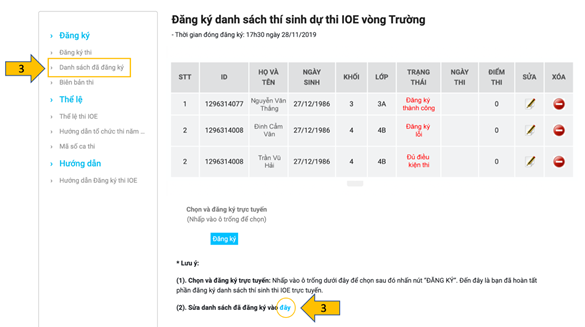 Đăng ký danh sách thí sinh dự thi IOE vòng Trường
- Thời gian đóng đăng ký: 17h30 ngày 28/11/2019
Đăng ký
Đăng ký thi
3
Danh sách đã đăng ký
Biên bản thi
Thể lệ
Thể lệ thi IOE
Hướng dẫn tổ chức thi năm ...
Mã số ca thi
Hướng dẫn
Hướng dẫn Đăng ký thi IOE
STT ID HỌ VÀ TÊN NGÀY SINH KHỐI LỚP TRẠNG THÁI NGÀY THI ĐIỂM THI SỬA XÓA
1 1296314077 Nguyễn Văn Thắng 27/12/1986 3 3A Đăng ký thành công 0
2 1296314008 Đinh Cẩm Vân 27/12/1986 4 4B Đăng ký lỗi 0
2 1296314008 Trần Vũ Hải 27/12/1986 4 4B Đủ điều kiện thi 0
Chọn và đăng ký trực tuyến
(Nhấp vào ô trống để chọn)
Đăng ký
* Lưu ý:
(1). Chọn và đăng ký trực tuyến: Nhấp vào ô trống dưới đây để chọn sau đó nhấn nút "ĐĂNG KÝ". Đến đây là bạn đã hoàn tất
phần đăng ký danh sách thí sinh thi IOE trực tuyến.
(2). Sửa danh sách đã đăng ký vào đây
3